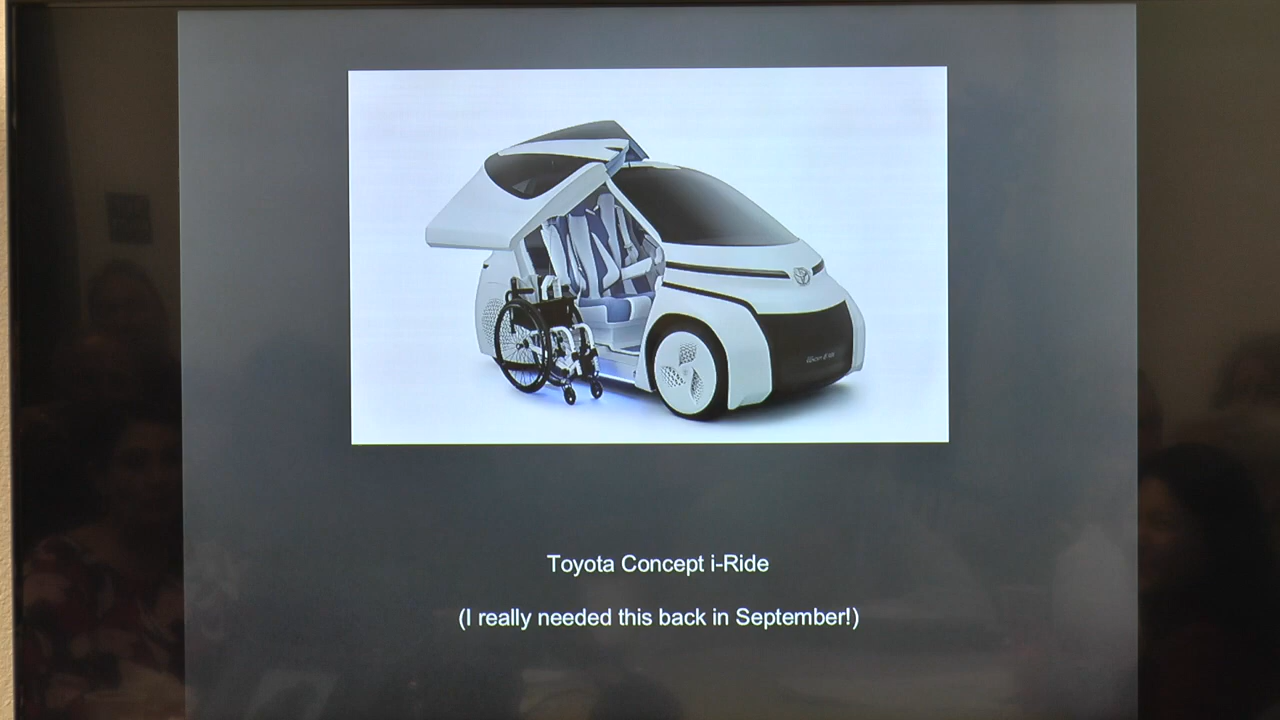 Toyota Concept i-Ride
(I really needed this back in September!)